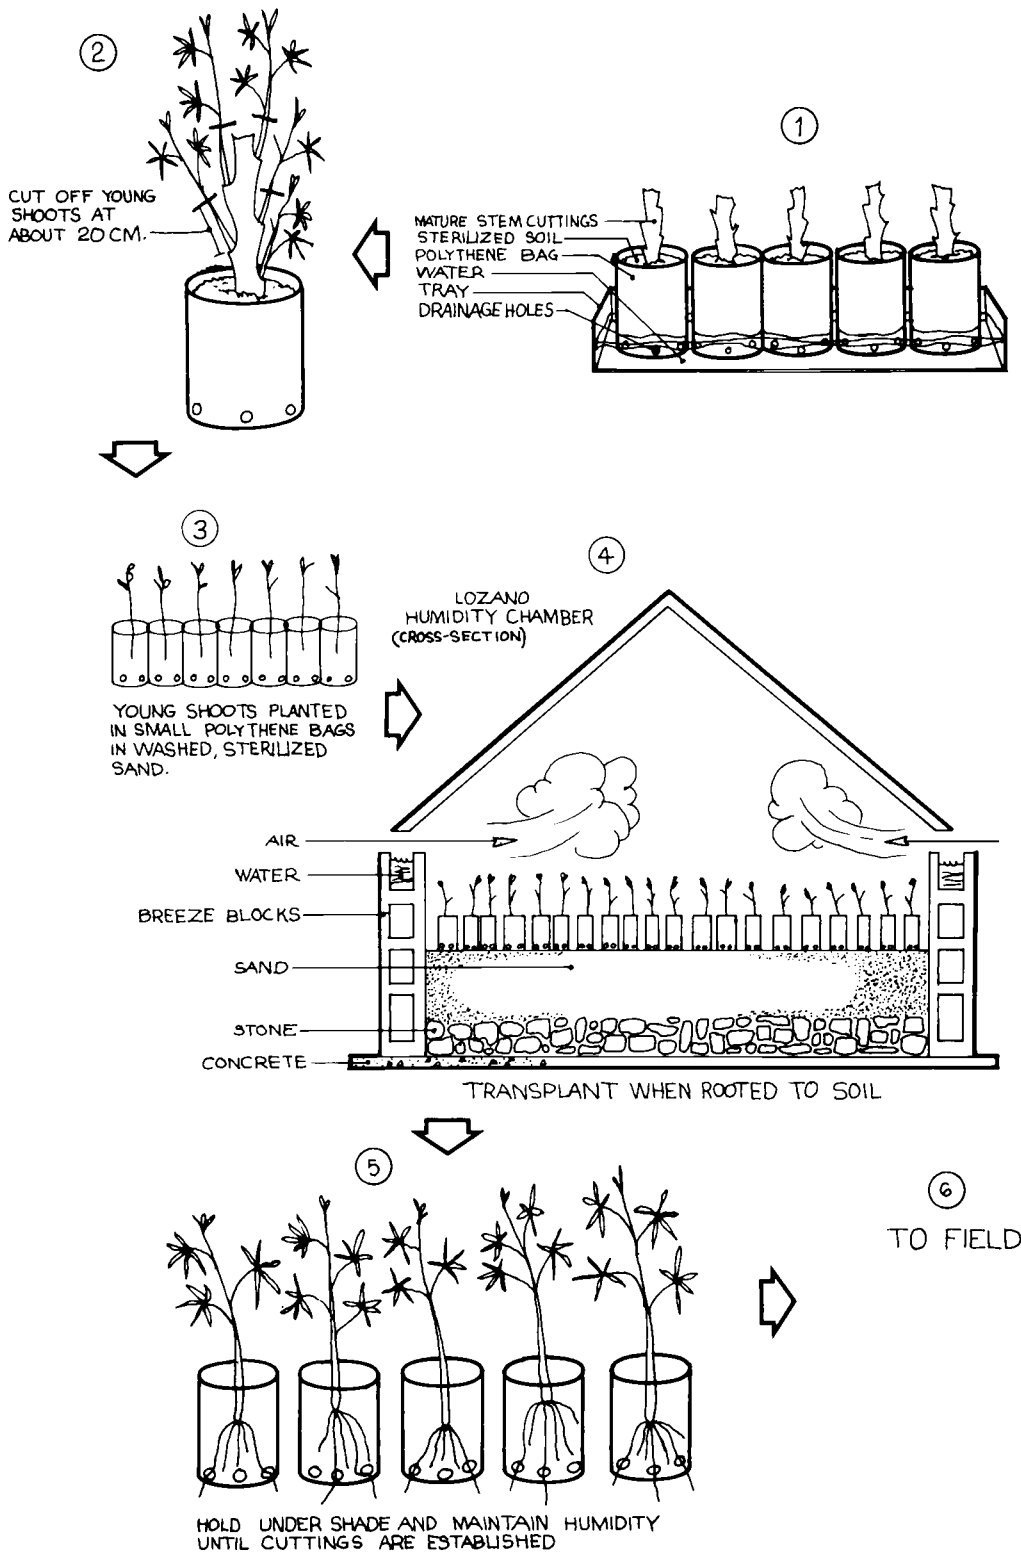 1
MATURE STEM CUTTINGS
STERILIZED SOIL
POLYTHENE BAG
WATER
TRAY
DRAINAGE HOLES
2
CUT OFF YOUNG
SHOOTS AT
ABOUT 20 CM.
3
YOUNG SHOOTS PLANTED
IN SMALL POLYTHENE BAGS
IN WASHED, STERILIZED
SAND.
4
LOZANO
HUMIDITY CHAMBER
(CROSS-SECTION)
AIR
WATER
BREEZE BLOCKS
SAND
STONE
CONCRETE
TRANSPLANT WHEN ROOTED TO SOIL
5
HOLD UNDER SHADE AND MAINTAIN HUMIDITY
UNTIL CUTTINGS ARE ESTABLISHED
6
TO FIELD